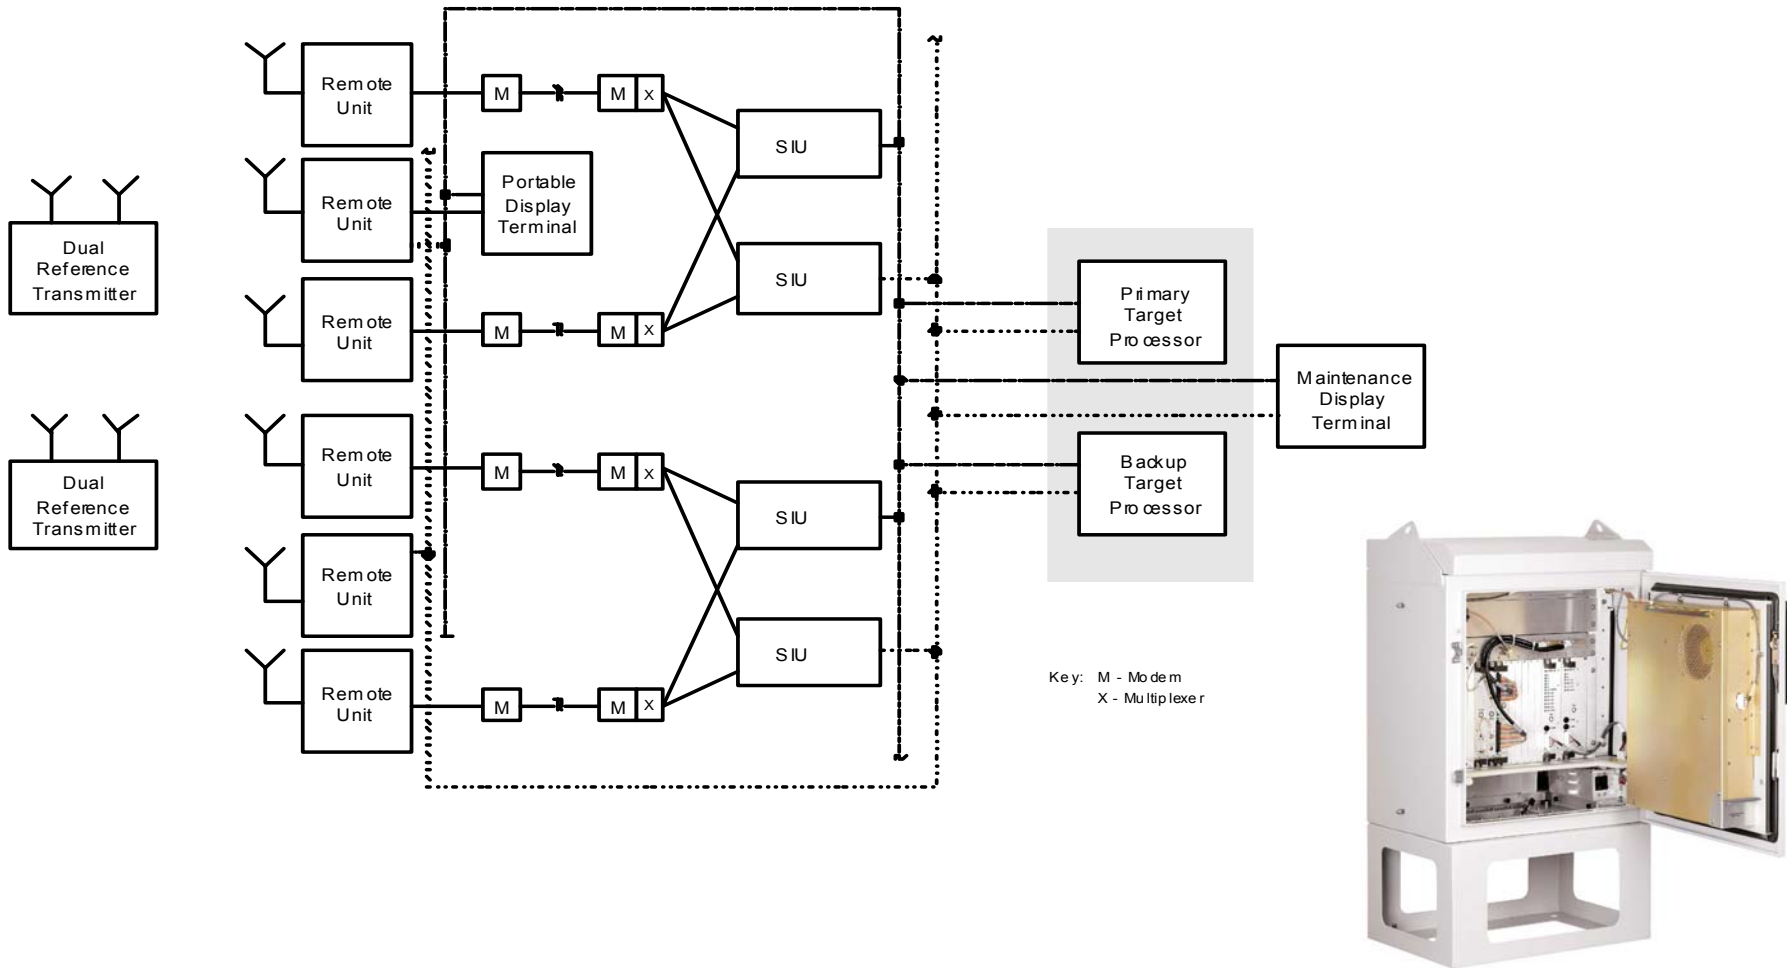 Remote
Unit
M
M
X
SIU
Remote
Unit
Portable
Display
Terminal
Dual
Reference
Transmitter
Remote
Unit
M
M
X
SIU
Primary
Target
Processor
Maintenance
Display
Terminal
Remote
Unit
M
M
X
SIU
Backup
Target
Processor
Dual
Reference
Transmitter
Remote
Unit
Remote
Unit
M
M
X
SIU
Key: M - Modem
X - Multiplexer